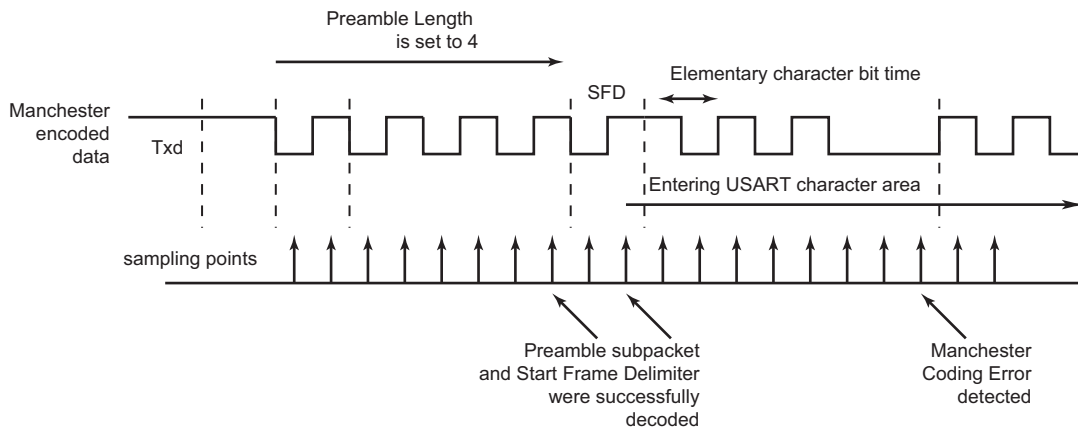 Preamble Length
is set to 4
Elementary character bit time
SFD
Manchester
encoded
data
Txd
Entering USART character area
sampling points
Preamble subpacket
and Start Frame Delimiter
were successfully
decoded
Manchester
Coding Error
detected